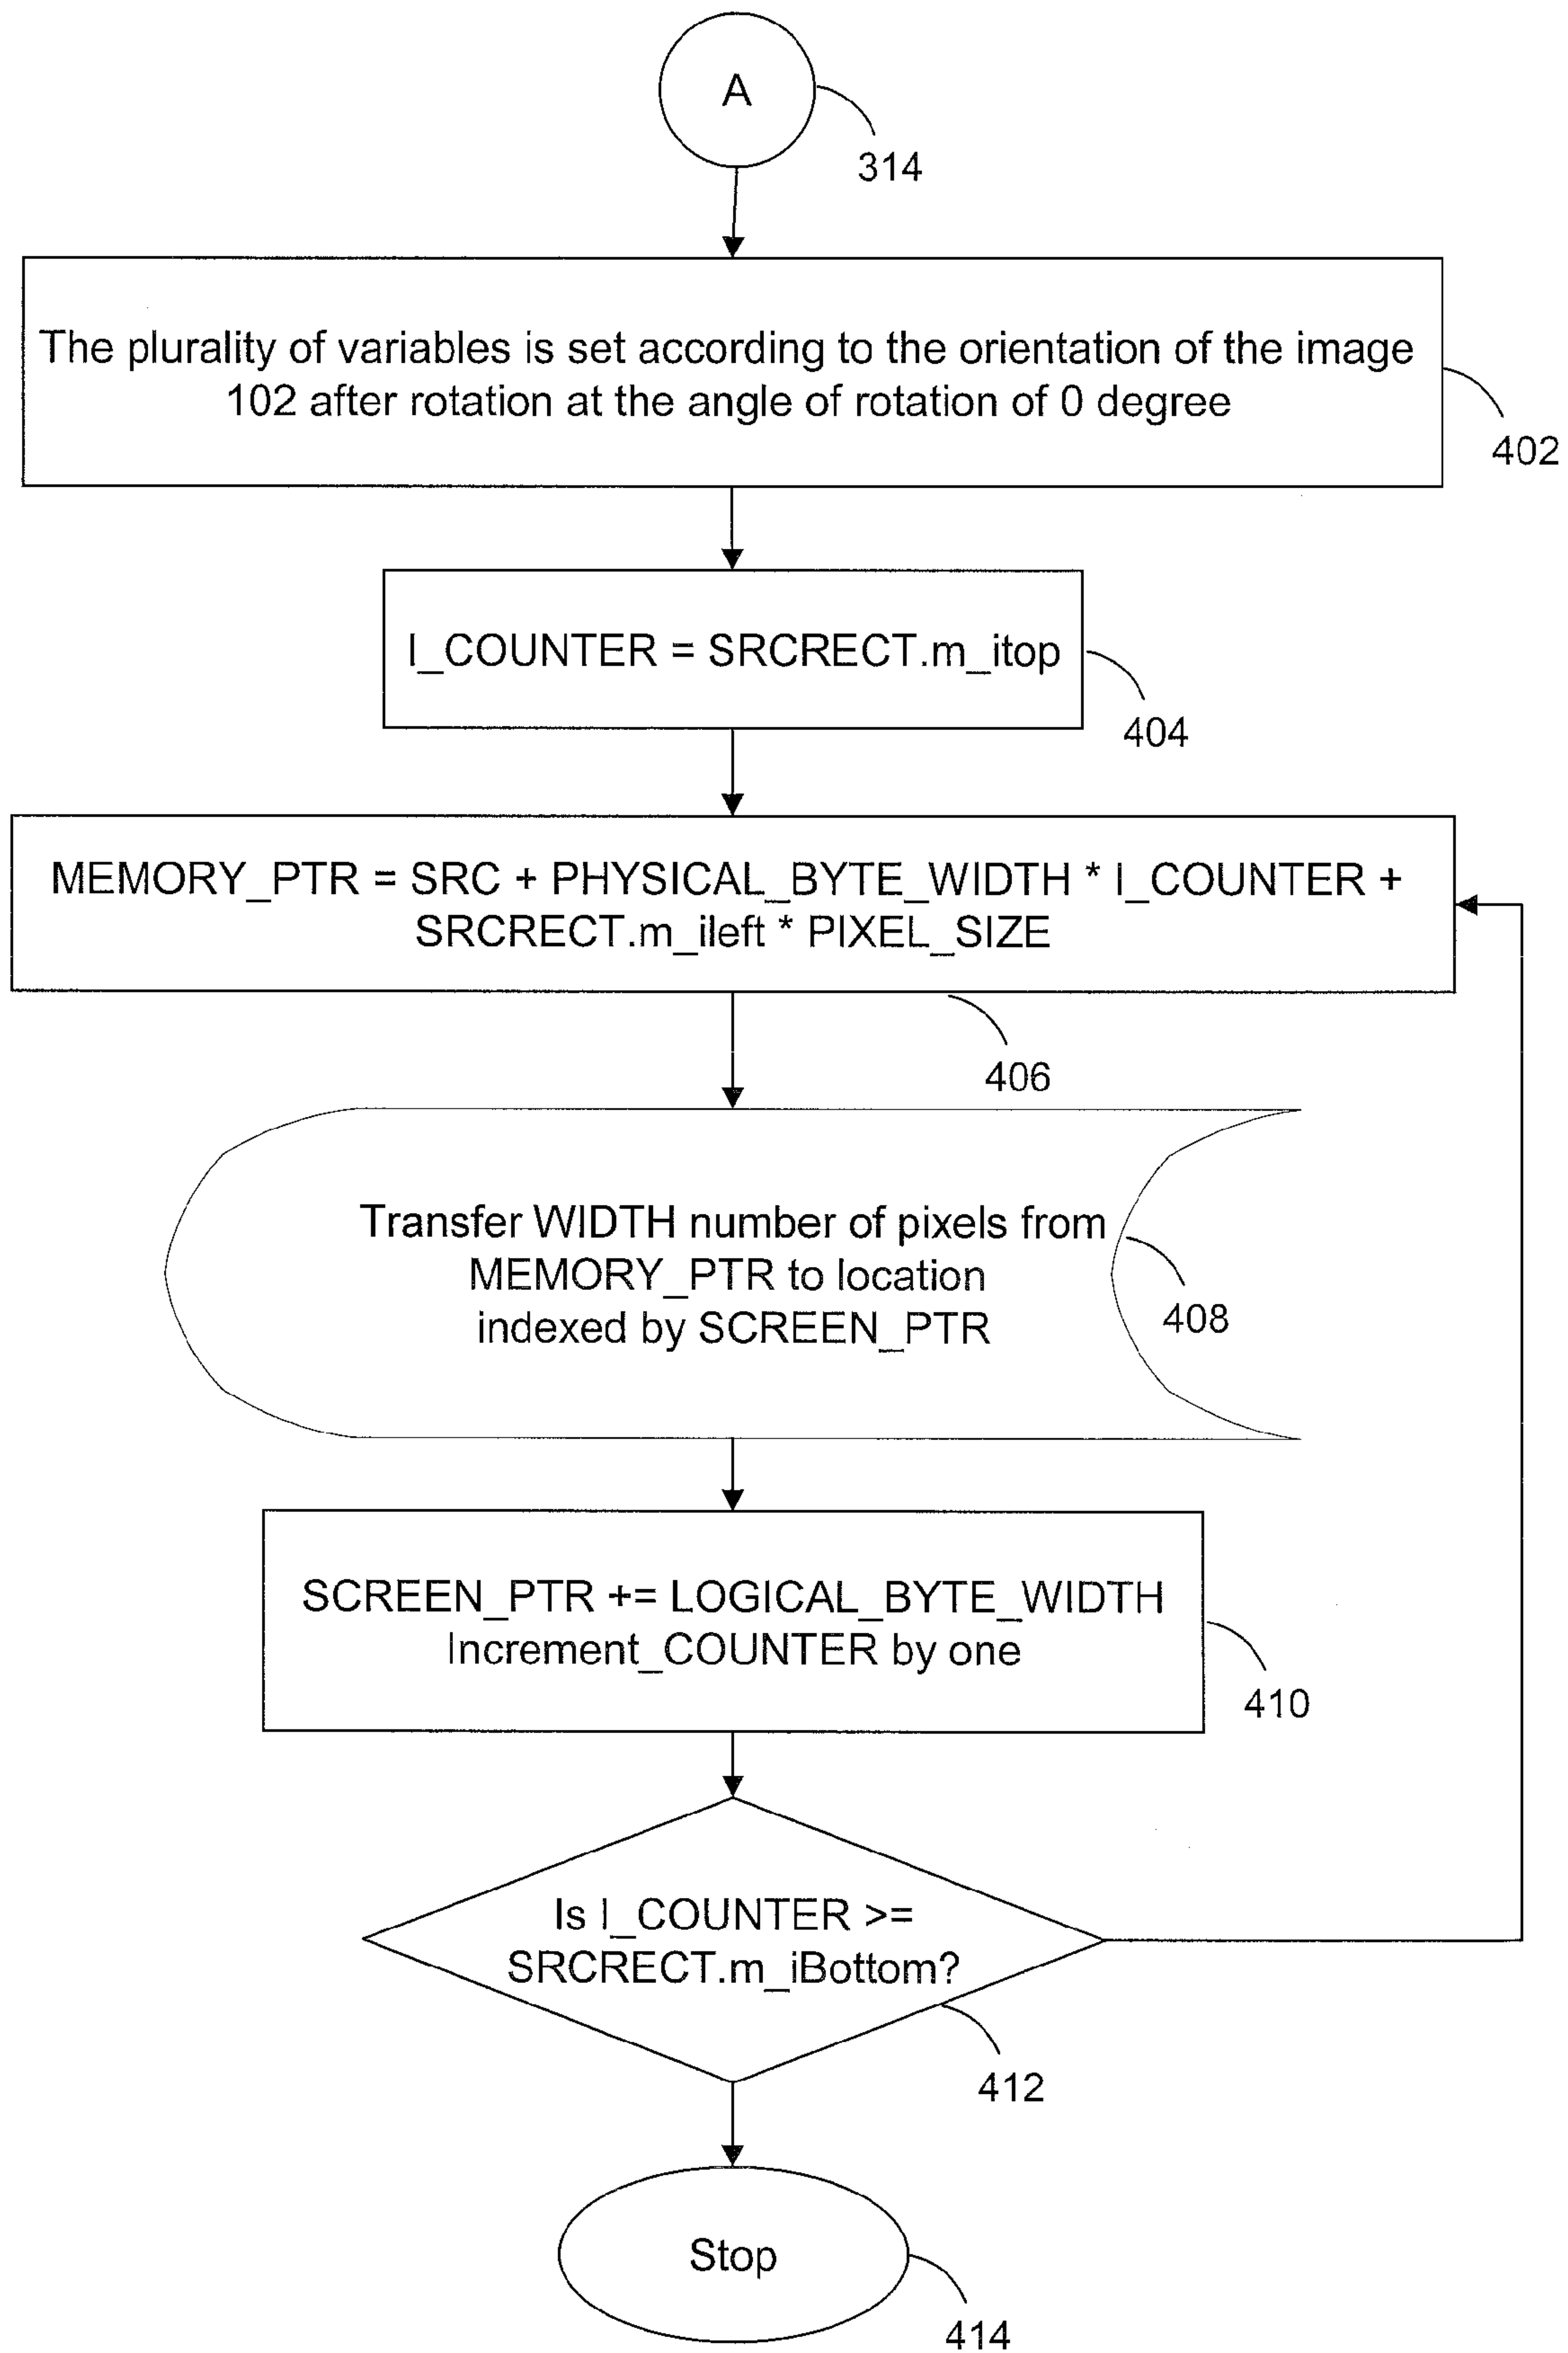 A
314
The plurality of variables is set according to the orientation of the image
102 after rotation at the angle of rotation of 0 degree
402
I_COUNTER = SRCRECT.m_itop
404
MEMORY_PTR = SRC + PHYSICAL_BYTE_WIDTH * I_COUNTER +
SRCRECT.m_ileft * PIXEL_SIZE
406
Transfer WIDTH number of pixels from
MEMORY_PTR to location
indexed by SCREEN_PTR
408
SCREEN_PTR += LOGICAL_BYTE_WIDTH
Increment_COUNTER by one
410
Is I_COUNTER >=
SRCRECT.m_iBottom?
412
Stop
414